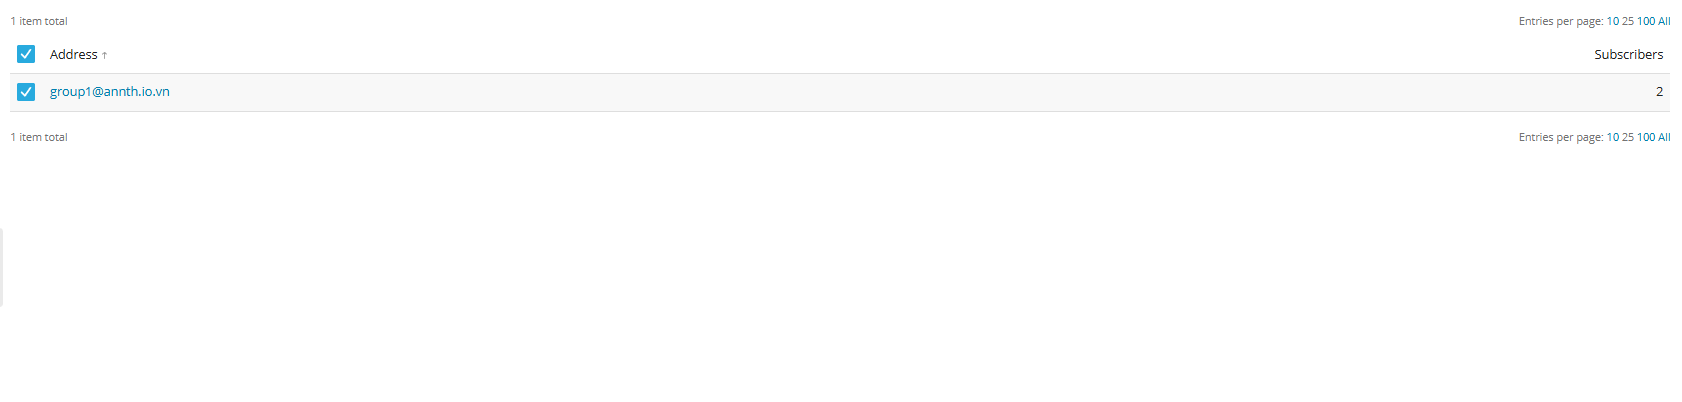 1 item total Entries per page: 10 25 100 All
Address ↑ Subscribers
group1@annth.io.vn 2
1 item total Entries per page: 10 25 100 All